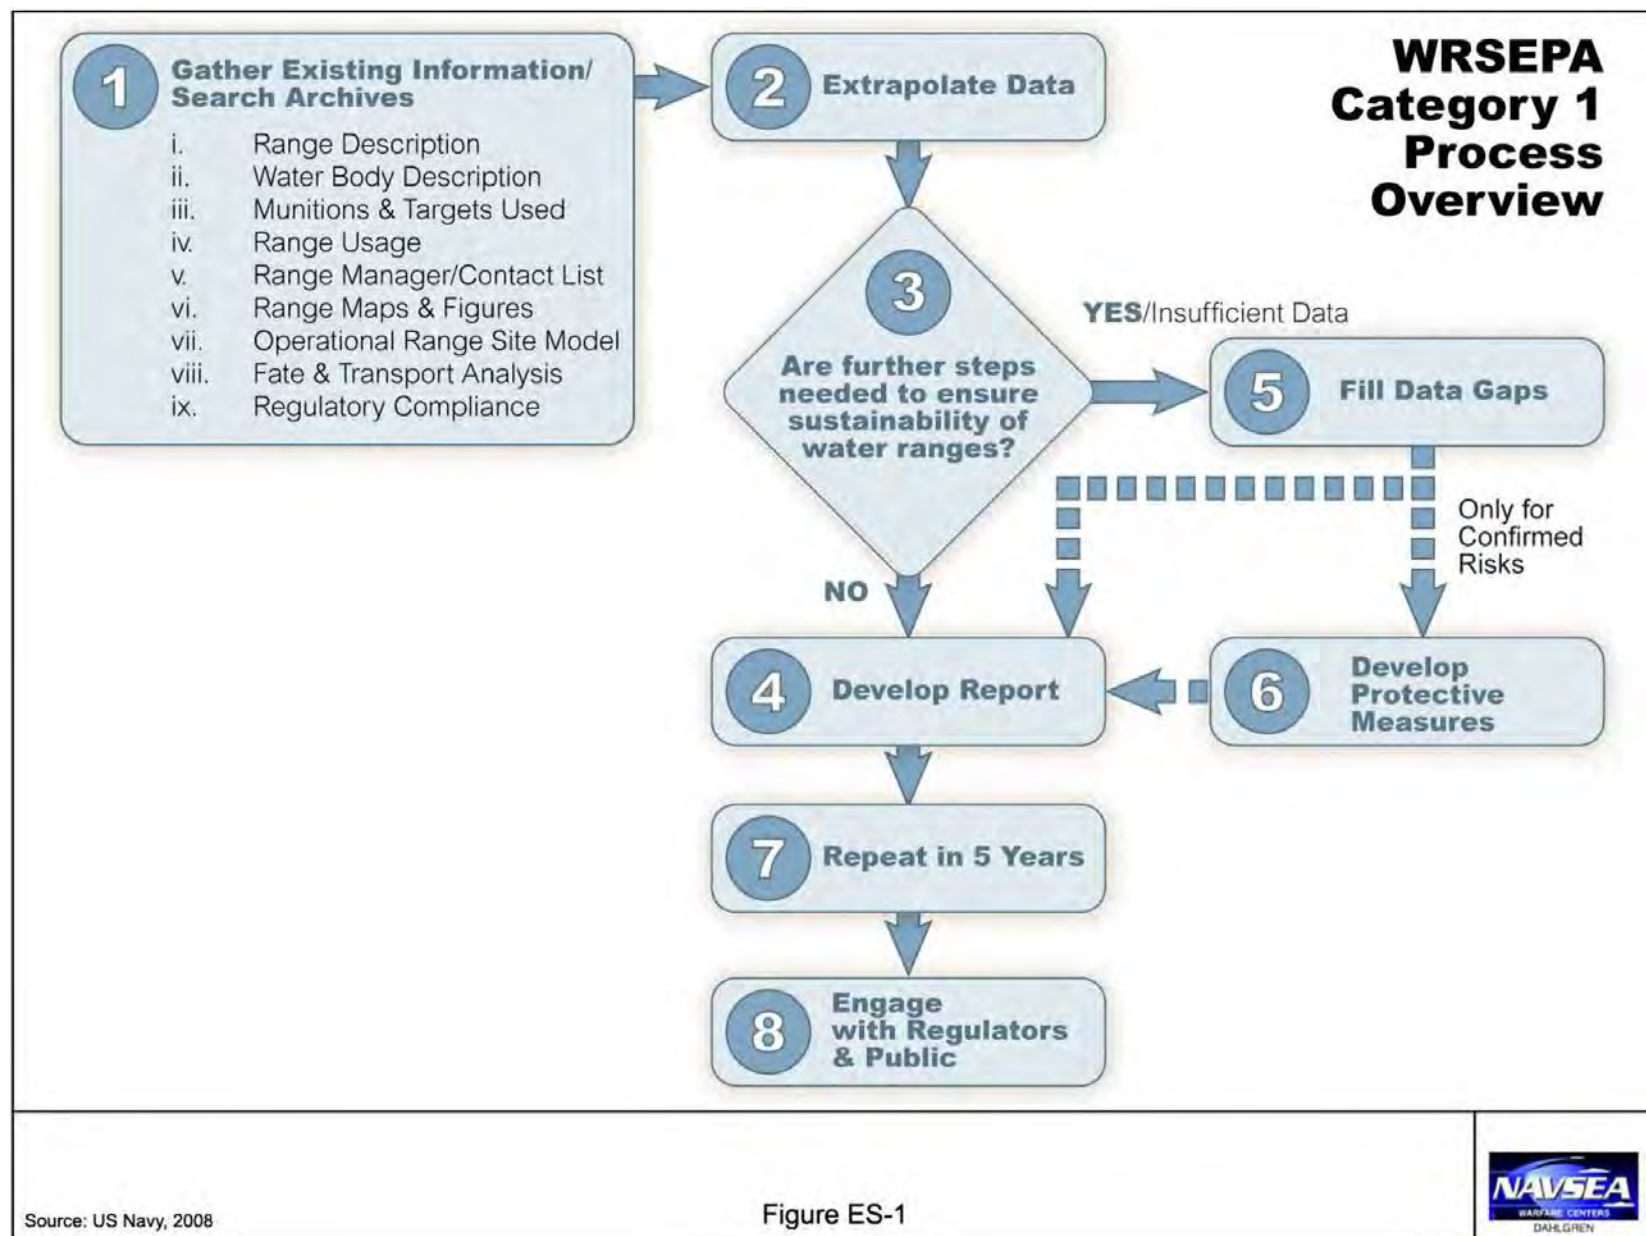 WRSEPA
Category 1
Process
Overview
1
Gather Existing Information/
Search Archives
i. Range Description
ii. Water Body Description
iii. Munitions & Targets Used
iv. Range Usage
v. Range Manager/Contact List
vi. Range Maps & Figures
vii. Operational Range Site Model
viii. Fate & Transport Analysis
ix. Regulatory Compliance
2
Extrapolate Data
3
Are further steps
needed to ensure
sustainability of
water ranges?
YES/Insufficient Data
5
Fill Data Gaps
Only for
Confirmed
Risks
NO
4
Develop Report
6
Develop
Protective
Measures
7
Repeat in 5 Years
8
Engage
with Regulators
& Public
Source: US Navy, 2008
Figure ES-1
NAVSEA
WARFARE CENTERS
DAHLGREN